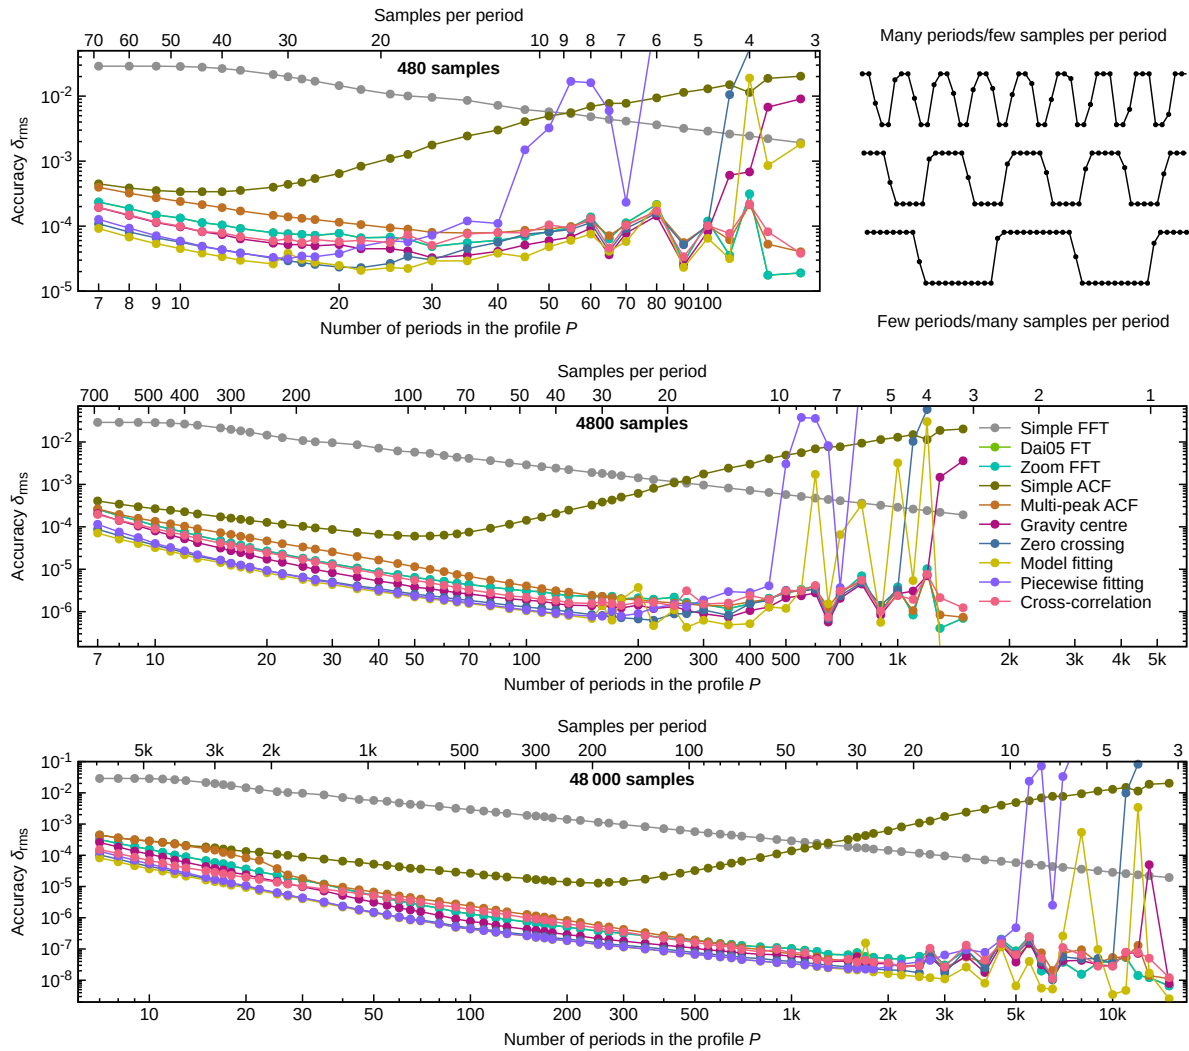 Samples per period
70 60 50 40 30 20 10 9 8 7 6 5 4 3
480 samples
Accuracy δrms
10-2
10-3
10-4
10-5
7 8 9 10 20 30 40 50 60 70 80 90 100
Number of periods in the profile P
Many periods/few samples per period
Few periods/many samples per period
Samples per period
700 500 400 300 200 100 70 50 40 30 20 10 7 5 4 3 2 1
4800 samples
Accuracy δrms
10-2
10-3
10-4
10-5
10-6
7 10 20 30 40 50 70 100 200 300 400 500 700 1k 2k 3k 4k 5k
Number of periods in the profile P
Simple FFT
Dai05 FT
Zoom FFT
Simple ACF
Multi-peak ACF
Gravity centre
Zero crossing
Model fitting
Piecewise fitting
Cross-correlation
Samples per period
5k 3k 2k 1k 500 300 200 100 50 30 20 10 5 3
48 000 samples
Accuracy δrms
10-1
10-2
10-3
10-4
10-5
10-6
10-7
10-8
10 20 30 50 100 200 300 500 1k 2k 3k 5k 10k
Number of periods in the profile P